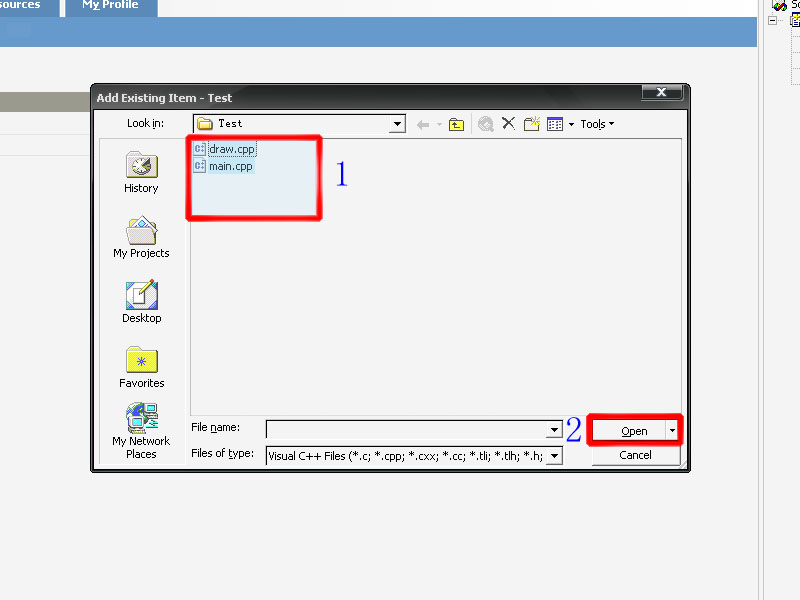 My Profile
Add Existing Item - Test
Look in:
Test
Tools
draw.cpp
main.cpp
1
History
My Projects
Desktop
Favorites
My Network
Places
File name:
2
Open
Files of type:
Visual C++ Files (*.c; *.cpp; *.cxx; *.cc; *.tli; *.tlh; *.h;
Cancel